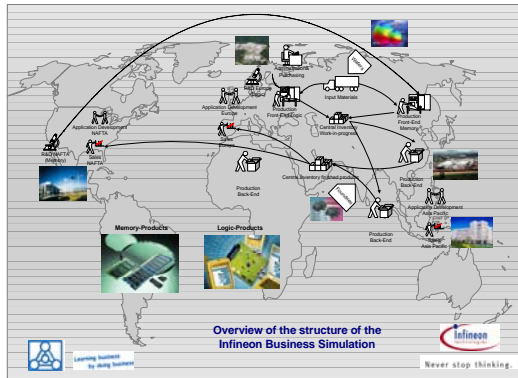 Administration &
Purchasing
Wafers
R&D Europe
(Logic)
Application Development
Europe
Production
Front-End Logic
Input Materials
Production
Front-End
Memory
Application Development
NAFTA
Central Inventory
Work-in-progress
R&D NAFTA
(Memory)
Sales
NAFTA
Sales
Central Inventory finished products
Production
Back-End
Production
Back-End
Foundries
Application Development
Asia Pacific
Production
Back-End
Sales
Asia Pacific
Memory-Products
Logic-Products
Overview of the structure of the
Infineon Business Simulation
Learning business
by doing business
Infineon
technologies
Never stop thinking.